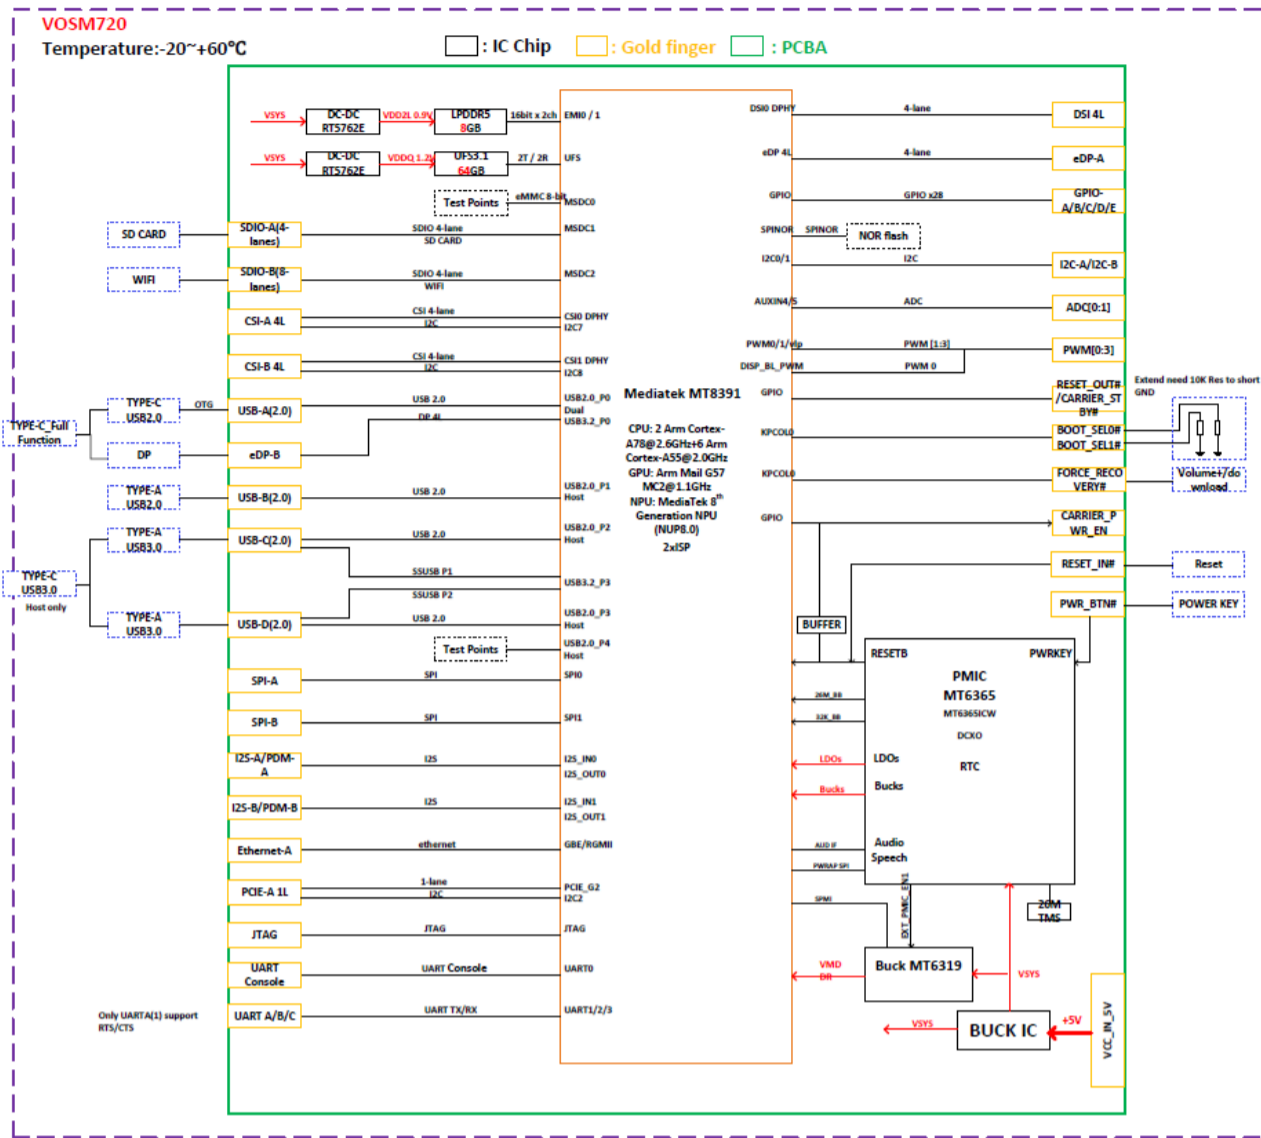 VOSM720
Temperature:-20~+60℃
: IC Chip
: Gold finger
: PCBA
VSYS
DC-DC
RT5762E
VDD2L 0.9V
LPDDR5
8GB
16bit x 2ch
EMI0 / 1
VSYS
DC-DC
RT5762E
VDDQ 1.2V
UFS3.1
64GB
2T / 2R
UFS
Test Points
eMMC 8-bit
MSDC0
SD CARD
SDIO-A(4-
lanes)
SDIO 4-lane
SD CARD
MSDC1
WIFI
SDIO-B(8-
lanes)
SDIO 4-lane
WIFI
MSDC2
CSI-A 4L
CSI 4-lane
I2C
CSI0 DPHY
I2C7
CSI-B 4L
CSI 4-lane
I2C
CSI1 DPHY
I2C8
TYPE-C_Full
Function
TYPE-C
USB2.0
OTG
USB-A(2.0)
USB 2.0
USB2.0_P0
Dual
USB3.2_P0
DP
eDP-B
DP 4L
TYPE-A
USB2.0
USB-B(2.0)
USB 2.0
USB2.0_P1
Host
TYPE-A
USB3.0
USB-C(2.0)
USB 2.0
USB2.0_P2
Host
TYPE-C
USB3.0
Host only
SSUSB P1
USB3.2_P3
SSUSB P2
TYPE-A
USB3.0
USB-D(2.0)
USB 2.0
USB2.0_P3
Host
Test Points
USB2.0_P4
Host
SPI-A
SPI
SPI0
SPI-B
SPI
SPI1
I2S-A/PDM-
A
I2S
I2S_IN0
I2S_OUT0
I2S-B/PDM-B
I2S
I2S_IN1
I2S_OUT1
Ethernet-A
ethernet
GBE/RGMII
PCIE-A 1L
1-lane
I2C
PCIE_G2
I2C2
JTAG
JTAG
JTAG
UART
Console
UART Console
UART0
Only UARTA(1) support
RTS/CTS
UART A/B/C
UART TX/RX
UART1/2/3
Mediatek MT8391
CPU: 2 Arm Cortex-
A78@2.6GHz+6 Arm
Cortex-A55@2.0GHz
GPU: Arm Mail G57
MC2@1.1GHz
NPU: MediaTek 8th
Generation NPU
(NUP8.0)
2xISP
DSI0 DPHY
4-lane
DSI 4L
eDP 4L
4-lane
eDP-A
GPIO
GPIO x28
GPIO-
A/B/C/D/E
SPINOR
SPINOR
NOR flash
I2C0/1
I2C
I2C-A/I2C-B
AUXIN4/5
ADC
ADC[0:1]
PWM0/1/vlp
PWM [1:3]
PWM[0:3]
DISP_BL_PWM
PWM 0
GPIO
RESET_OUT#
/CARRIER_ST
BY#
Extend need 10K Res to short
GND
KPCOL0
BOOT_SEL0#
BOOT_SEL1#
KPCOL0
FORCE_RECO
VERY#
Volume+/do
wnload
GPIO
CARRIER_P
WR_EN
RESET_IN#
Reset
PWR_BTN#
POWER KEY
BUFFER
RESETB
PWRKEY
PMIC
MT6365
MT6365ICW
DCXO
RTC
26M_BB
32K_BB
LDOs
LDOs
Bucks
Bucks
AUD IF
Audio
Speech
PWRAP SPI
SPMI
EXT_PMIC_EN1
26M
TMS
VMD
DR
Buck MT6319
VSYS
VSYS
BUCK IC
+5V
VCC_IN_5V